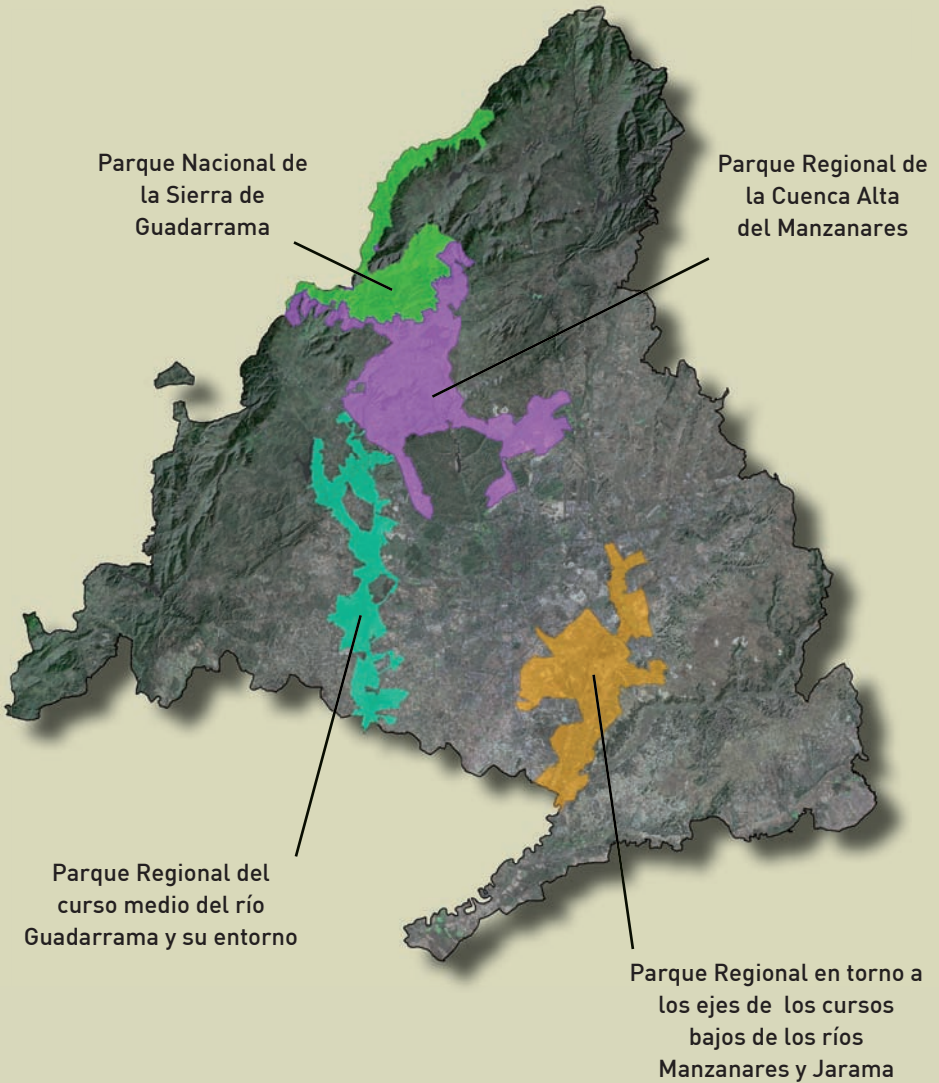 Parque Nacional de
la Sierra de
Guadarrama
Parque Regional de
la Cuenca Alta
del Manzanares
Parque Regional del
curso medio del río
Guadarrama y su entorno
Parque Regional en torno a
los ejes de los cursos
bajos de los ríos
Manzanares y Jarama